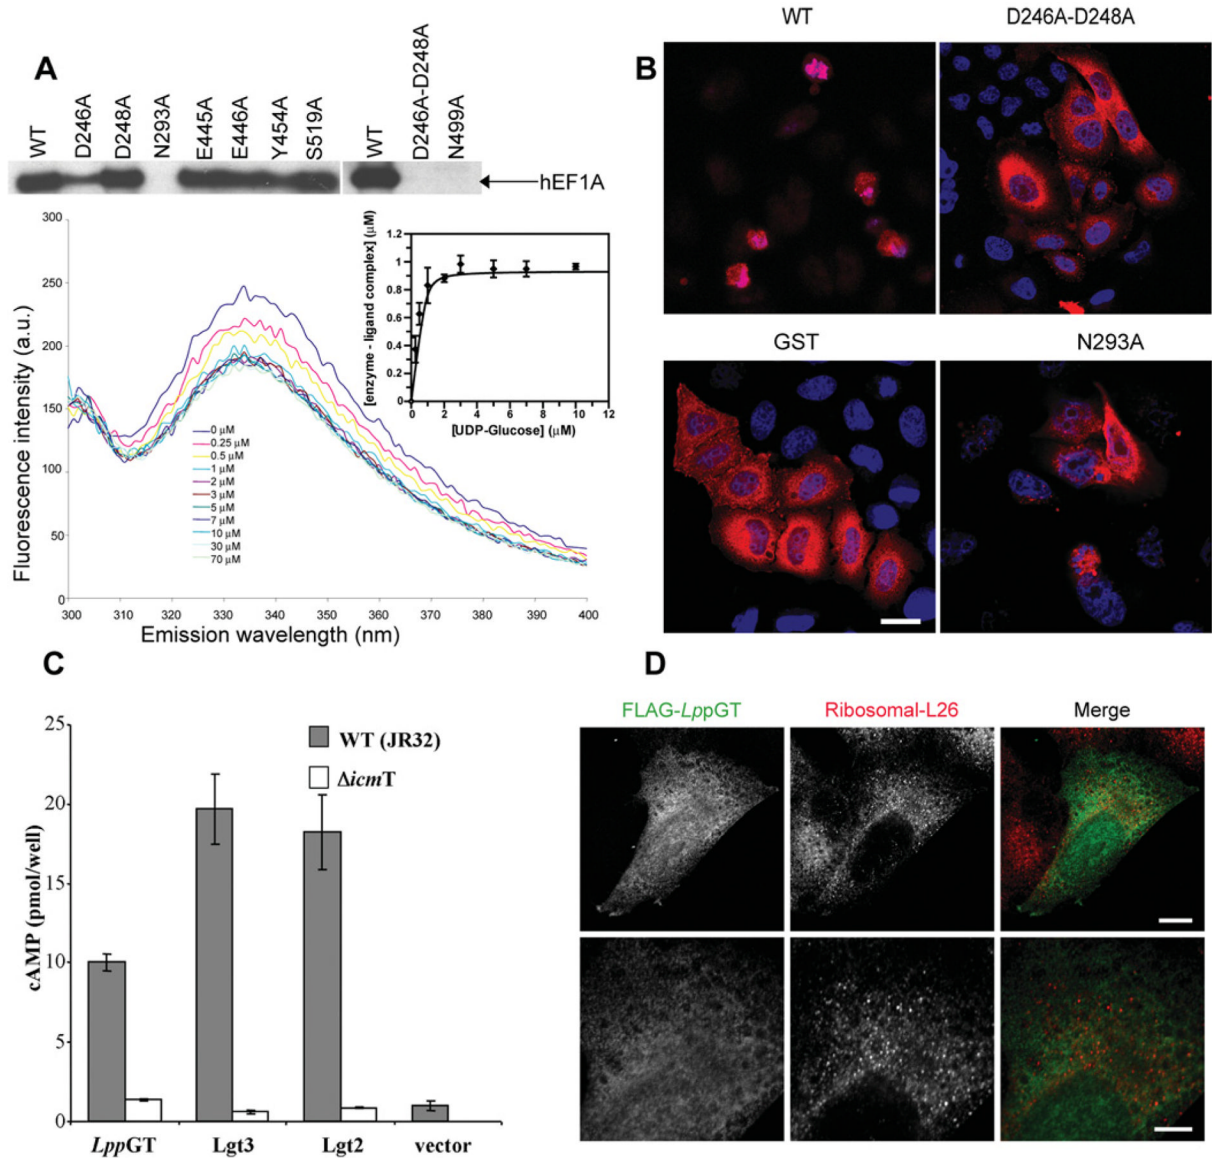 A
WT
D246A
D248A
N293A
E445A
E446A
Y454A
S519A
WT
D246A-D248A
N499A
hEF1A
Fluorescence intensity (a.u.)
300
250
200
150
100
50
0
300 310 320 330 340 350 360 370 380 390 400
Emission wavelength (nm)
0 µM
0.25 µM
0.5 µM
1 µM
2 µM
3 µM
5 µM
7 µM
10 µM
30 µM
70 µM
[enzyme - ligand complex] (µM)
1.2
1
0.8
0.6
0.4
0.2
0
0 2 4 6 8 10 12
[UDP-Glucose] (µM)
B
WT
D246A-D248A
GST
N293A
C
cAMP (pmol/well)
25
20
15
10
5
0
WT (JR32)
ΔicmT
LppGT Lgt3 Lgt2 vector
D
FLAG-LppGT
Ribosomal-L26
Merge